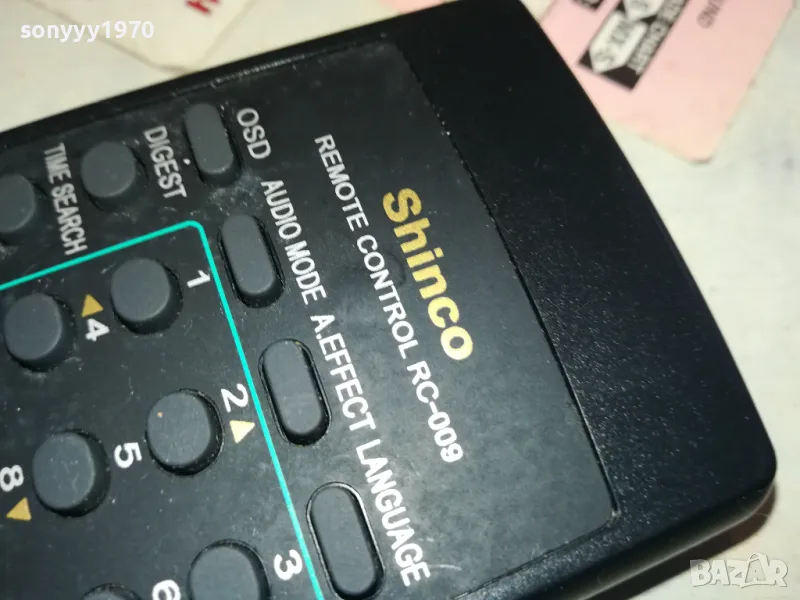 sonyyy1970
Shinco
REMOTE CONTROL RC-009
OSD AUDIO MODE A.EFFECT LANGUAGE
DIGEST
TIME SEARCH
1
2
3
4
5
8
BAZAR